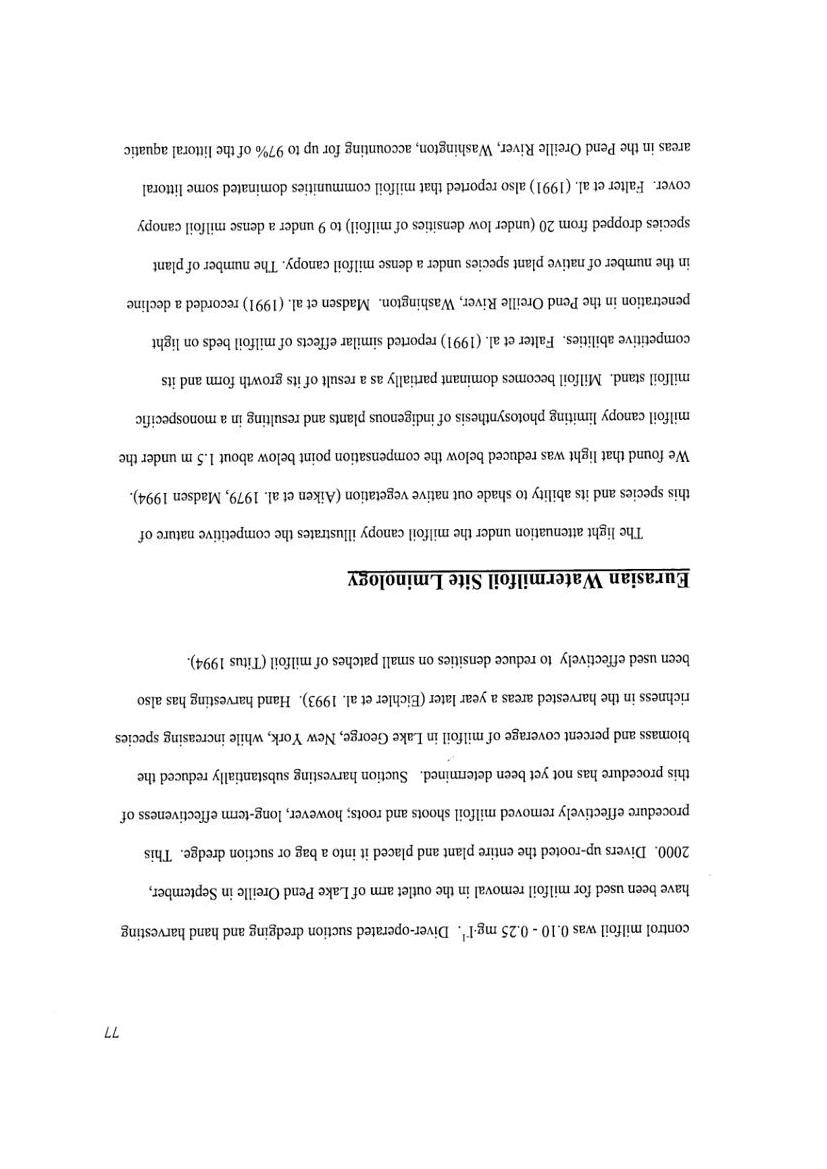 77
control milfoil was 0.10 - 0.25 mg·l⁻¹. Diver-operated suction dredging and hand harvesting
have been used for milfoil removal in the outlet arm of Lake Pend Oreille in September,
2000. Divers up-rooted the entire plant and placed it into a bag or suction dredge. This
procedure effectively removed milfoil shoots and roots; however, long-term effectiveness of
this procedure has not yet been determined. Suction harvesting substantially reduced the
biomass and percent coverage of milfoil in Lake George, New York, while increasing species
richness in the harvested areas a year later (Eichler et al. 1993). Hand harvesting has also
been used effectively to reduce densities on small patches of milfoil (Titus 1994).
Eurasian Watermilfoil Site Lminology
The light attenuation under the milfoil canopy illustrates the competitive nature of
this species and its ability to shade out native vegetation (Aiken et al. 1979, Madsen 1994).
We found that light was reduced below the compensation point below about 1.5 m under the
milfoil canopy limiting photosynthesis of indigenous plants and resulting in a monospecific
milfoil stand. Milfoil becomes dominant partially as a result of its growth form and its
competitive abilities. Falter et al. (1991) reported similar effects of milfoil beds on light
penetration in the Pend Oreille River, Washington. Madsen et al. (1991) recorded a decline
in the number of native plant species under a dense milfoil canopy. The number of plant
species dropped from 20 (under low densities of milfoil) to 9 under a dense milfoil canopy
cover. Falter et al. (1991) also reported that milfoil communities dominated some littoral
areas in the Pend Oreille River, Washington, accounting for up to 97% of the littoral aquatic